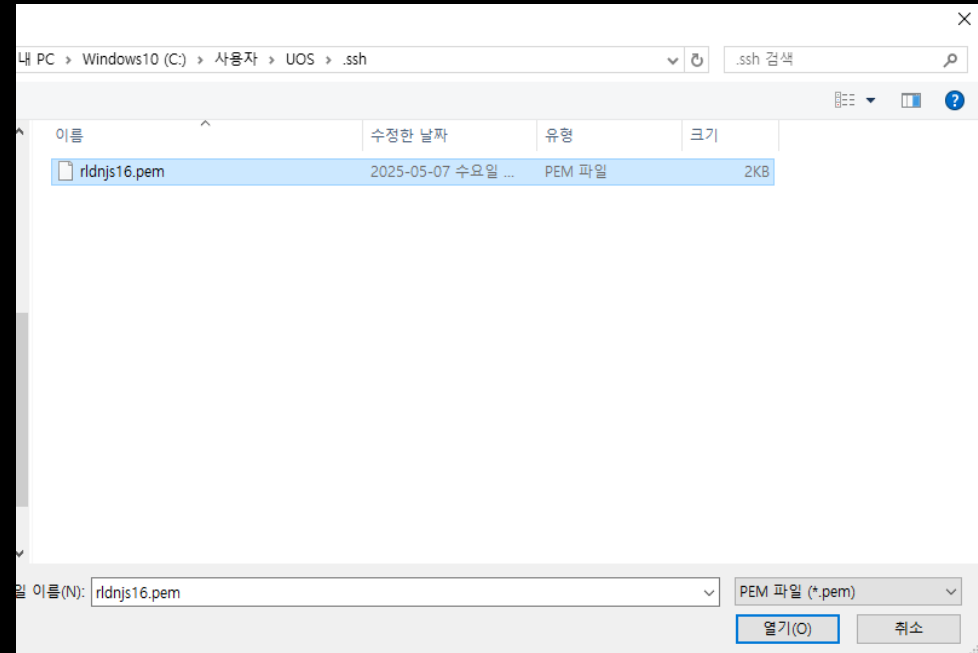 내 PC > Windows10 (C:) > 사용자 > UOS > .ssh
.ssh 검색
이름 수정한 날짜 유형 크기
rldnjs16.pem 2025-05-07 수요일 ... PEM 파일 2KB
일 이름(N): rldnjs16.pem PEM 파일 (*.pem)
열기(O) 취소